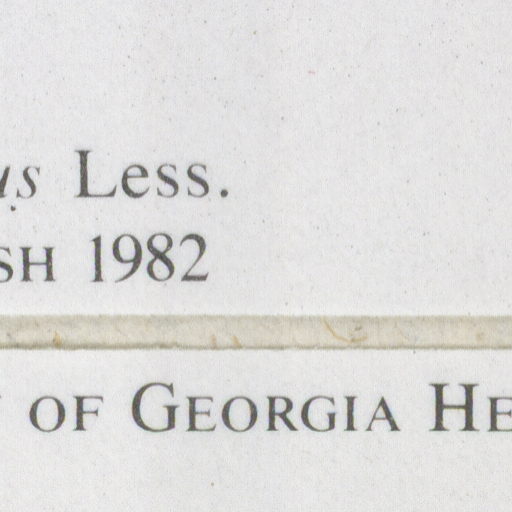 us Less.
SH 1982
OF GEORGIA HE